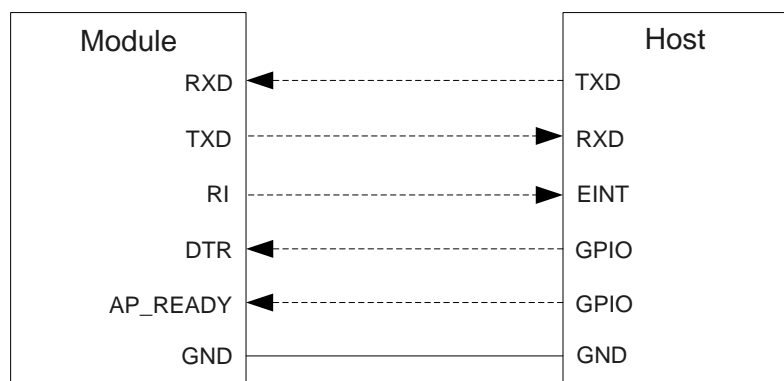 Module Host
RXD TXD
TXD RXD
RI EINT
DTR GPIO
AP_READY GPIO
GND GND